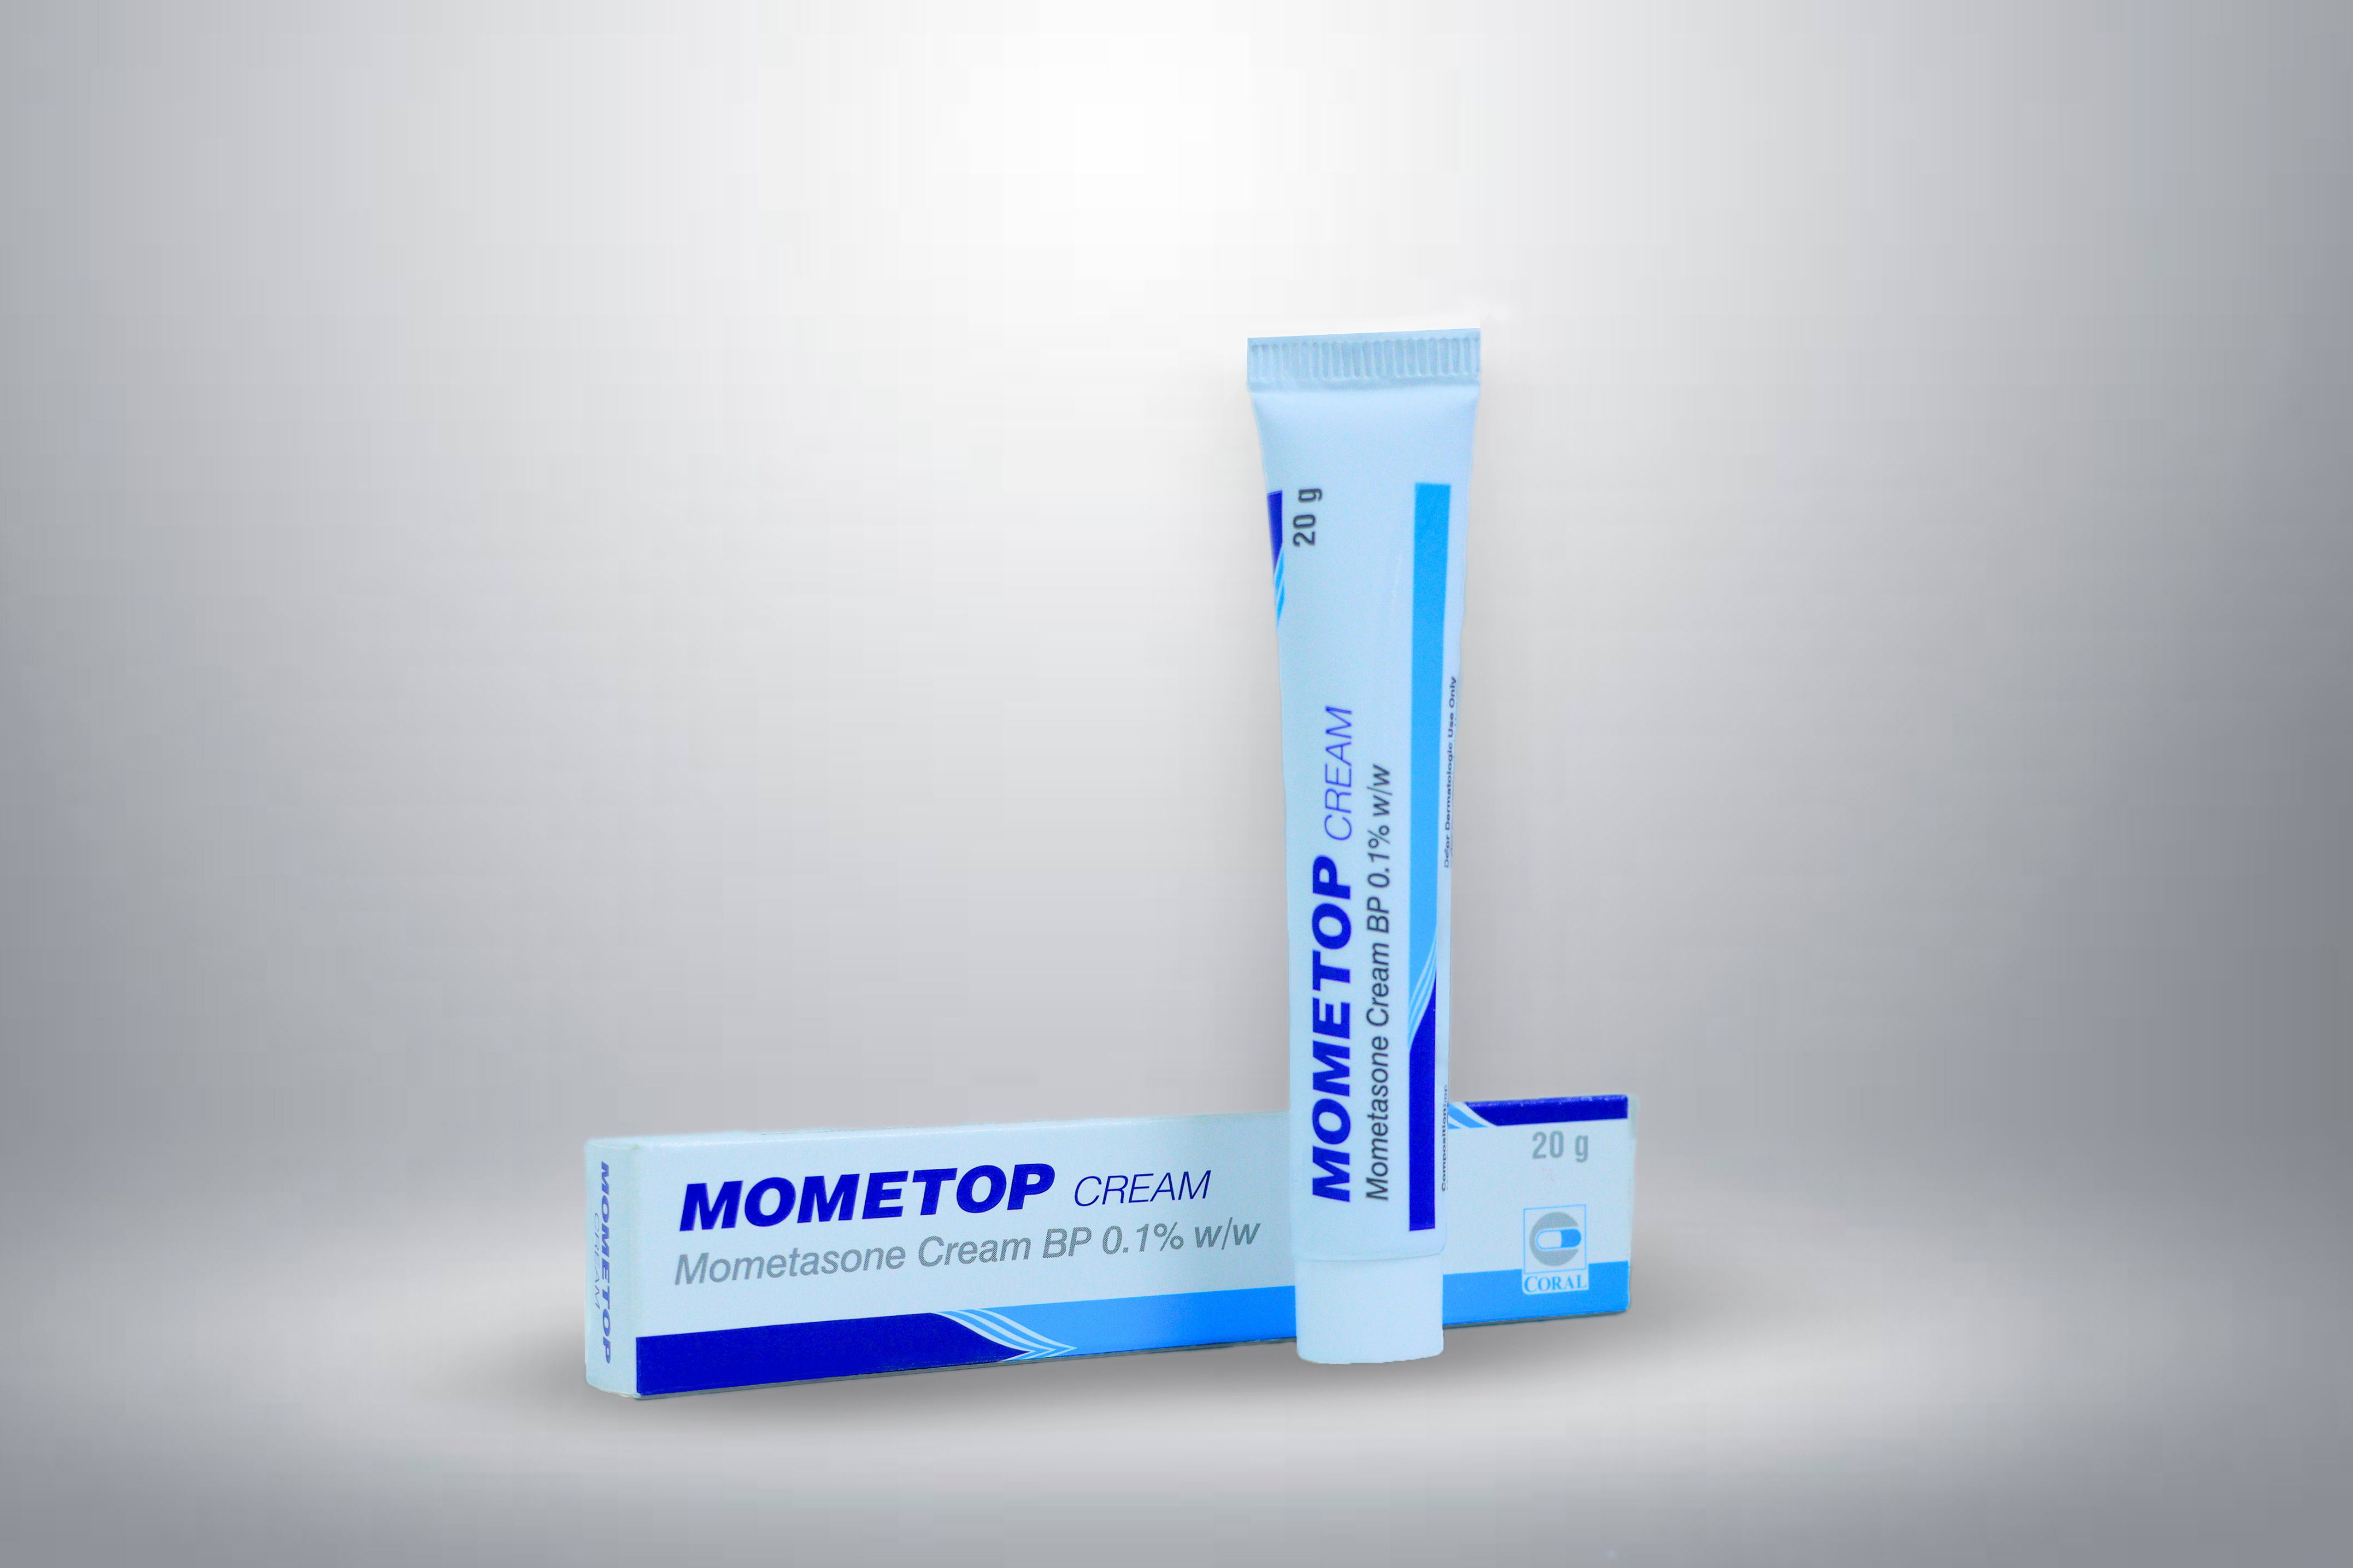 20 g
MOMETOP CREAM
Mometasone Cream BP 0.1% w/w
Dermatologic Use Only
Composition
MOMETOP CREAM
Mometasone Cream BP 0.1% w/w
20 g
CORAL
MOMETOP
CREAM